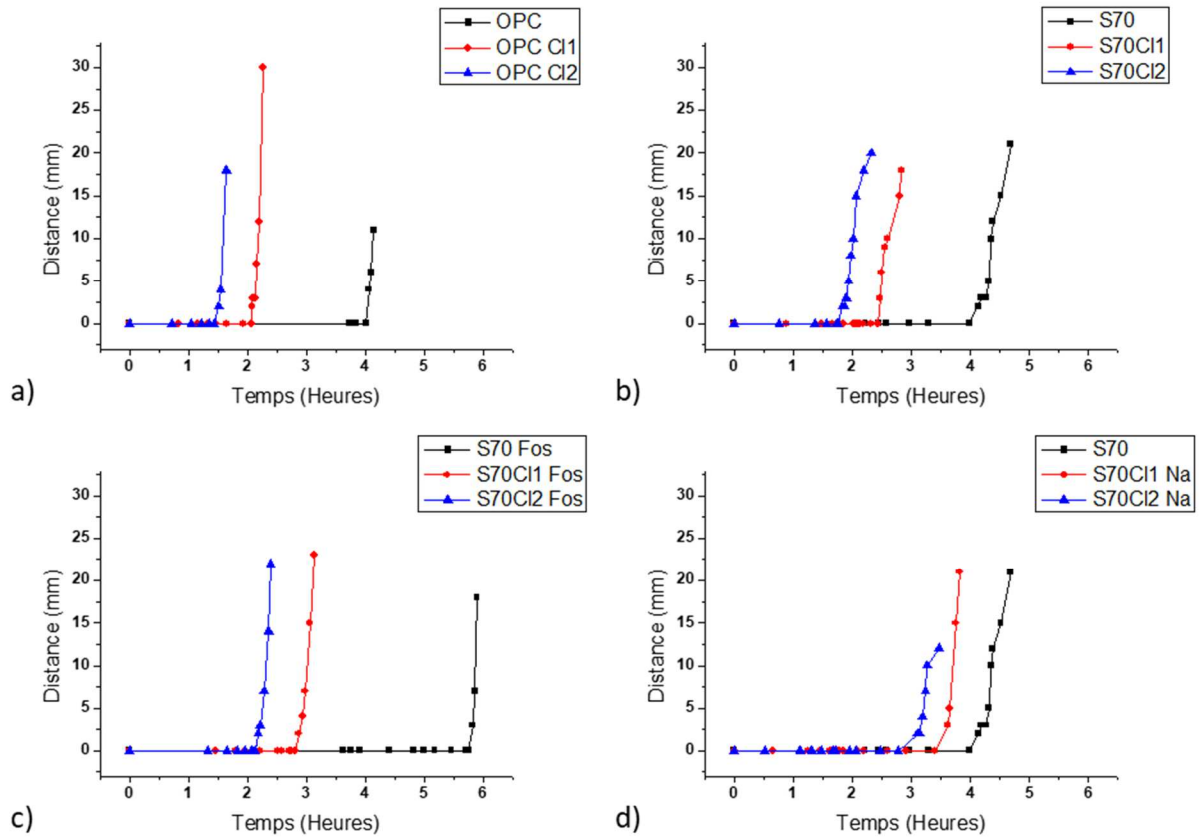 OPC
OPC Cl1
OPC Cl2
30
25
20
15
10
5
0
Distance (mm)
0 1 2 3 4 5 6
Temps (Heures)
a)
S70
S70Cl1
S70Cl2
30
25
20
15
10
5
0
Distance (mm)
0 1 2 3 4 5 6
Temps (Heures)
b)
S70 Fos
S70Cl1 Fos
S70Cl2 Fos
30
25
20
15
10
5
0
Distance (mm)
0 1 2 3 4 5 6
Temps (Heures)
c)
S70
S70Cl1 Na
S70Cl2 Na
30
25
20
15
10
5
0
Distance (mm)
0 1 2 3 4 5 6
Temps (Heures)
d)